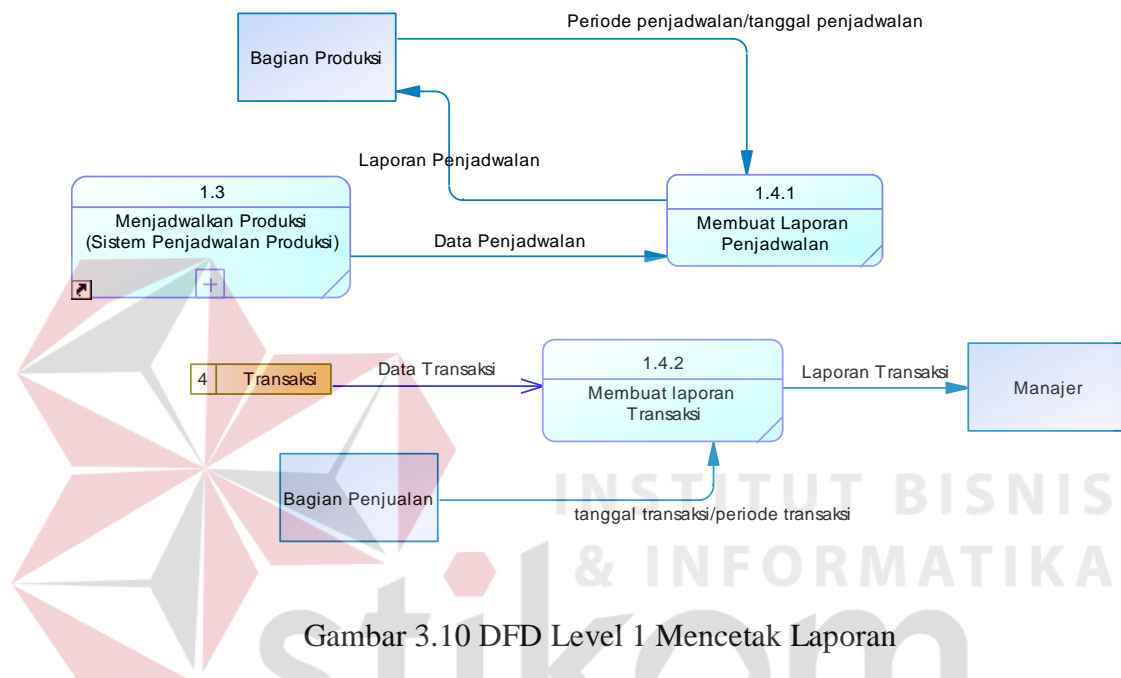 Periode penjadwalan/tanggal penjadwalan
Bagian Produksi
Laporan Penjadwalan
1.3
Menjadwalkan Produksi
(Sistem Penjadwalan Produksi)
+
Data Penjadwalan
1.4.1
Membuat Laporan
Penjadwalan
4 Transaksi
Data Transaksi
1.4.2
Membuat laporan
Transaksi
Laporan Transaksi
Manajer
Bagian Penjualan
tanggal transaksi/periode transaksi
INSTITUT BISNIS
& INFORMATIKA
stikom
Gambar 3.10 DFD Level 1 Mencetak Laporan